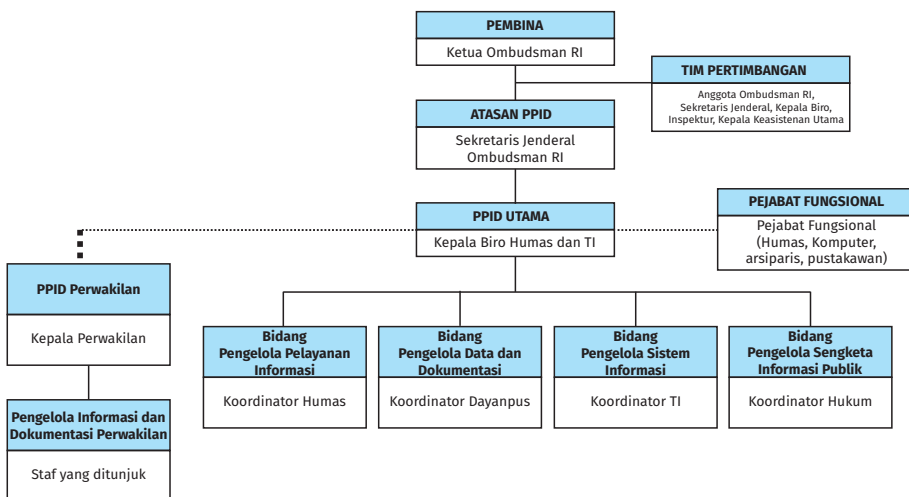 PEMBINA
Ketua Ombudsman RI
TIM PERTIMBANGAN
Anggota Ombudsman RI,
Sekretaris Jenderal, Kepala Biro,
Inspektur, Kepala Keasistenan Utama
ATASAN PPID
Sekretaris Jenderal
Ombudsman RI
PPID UTAMA
Kepala Biro Humas dan TI
PEJABAT FUNGSIONAL
Pejabat Fungsional
(Humas, Komputer,
arsiparis, pustakawan)
PPID Perwakilan
Kepala Perwakilan
Pengelola Informasi dan
Dokumentasi Perwakilan
Staf yang ditunjuk
Bidang
Pengelola Pelayanan
Informasi
Koordinator Humas
Bidang
Pengelola Data dan
Dokumentasi
Koordinator Dayanpus
Bidang
Pengelola Sistem
Informasi
Koordinator TI
Bidang
Pengelola Sengketa
Informasi Publik
Koordinator Hukum